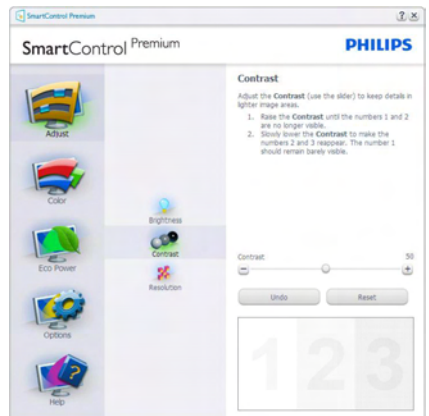 SmartControl Premium
SmartControl Premium
PHILIPS
Adjust
Color
Eco Power
Options
Help
Brightness
Contrast
Resolution
Contrast
Adjust the Contrast (use the slider) to keep details in
lighter image areas.
1. Raise the Contrast until the numbers 1 and 2
are no longer visible.
2. Slowly lower the Contrast to make the
numbers 2 and 3 reappear. The number 1
should remain barely visible.
Contrast
50
Undo
Reset
1 2 3